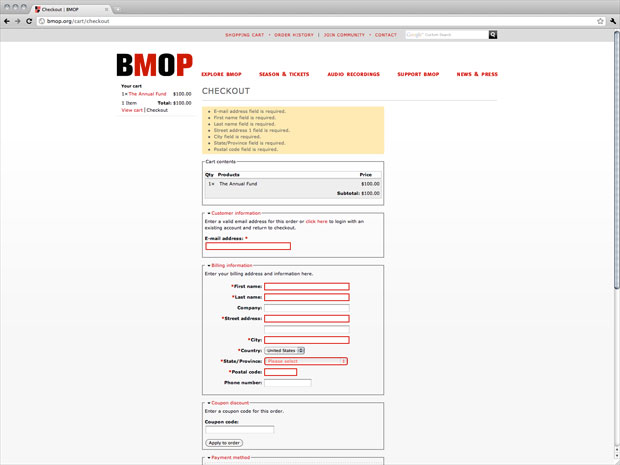 Checkout | BMOP
bmop.org/cart/checkout
SHOPPING CART • ORDER HISTORY | JOIN COMMUNITY • CONTACT
Google™ Custom Search
BMOP
EXPLORE BMOP SEASON & TICKETS AUDIO RECORDINGS SUPPORT BMOP NEWS & PRESS
Your cart
1× The Annual Fund $100.00
1 Item Total: $100.00
View cart | Checkout
CHECKOUT
E-mail address field is required.
First name field is required.
Last name field is required.
Street address 1 field is required.
City field is required.
State/Province field is required.
Postal code field is required.
Cart contents
Qty Products Price
1× The Annual Fund $100.00
Subtotal: $100.00
Customer information
Enter a valid email address for this order or click here to login with an
existing account and return to checkout.
E-mail address: *
Billing information
Enter your billing address and information here.
*First name:
*Last name:
Company:
*Street address:
*City:
*Country: United States
*State/Province: Please select
*Postal code:
Phone number:
Coupon discount
Enter a coupon code for this order.
Coupon code:
Apply to order
Payment method